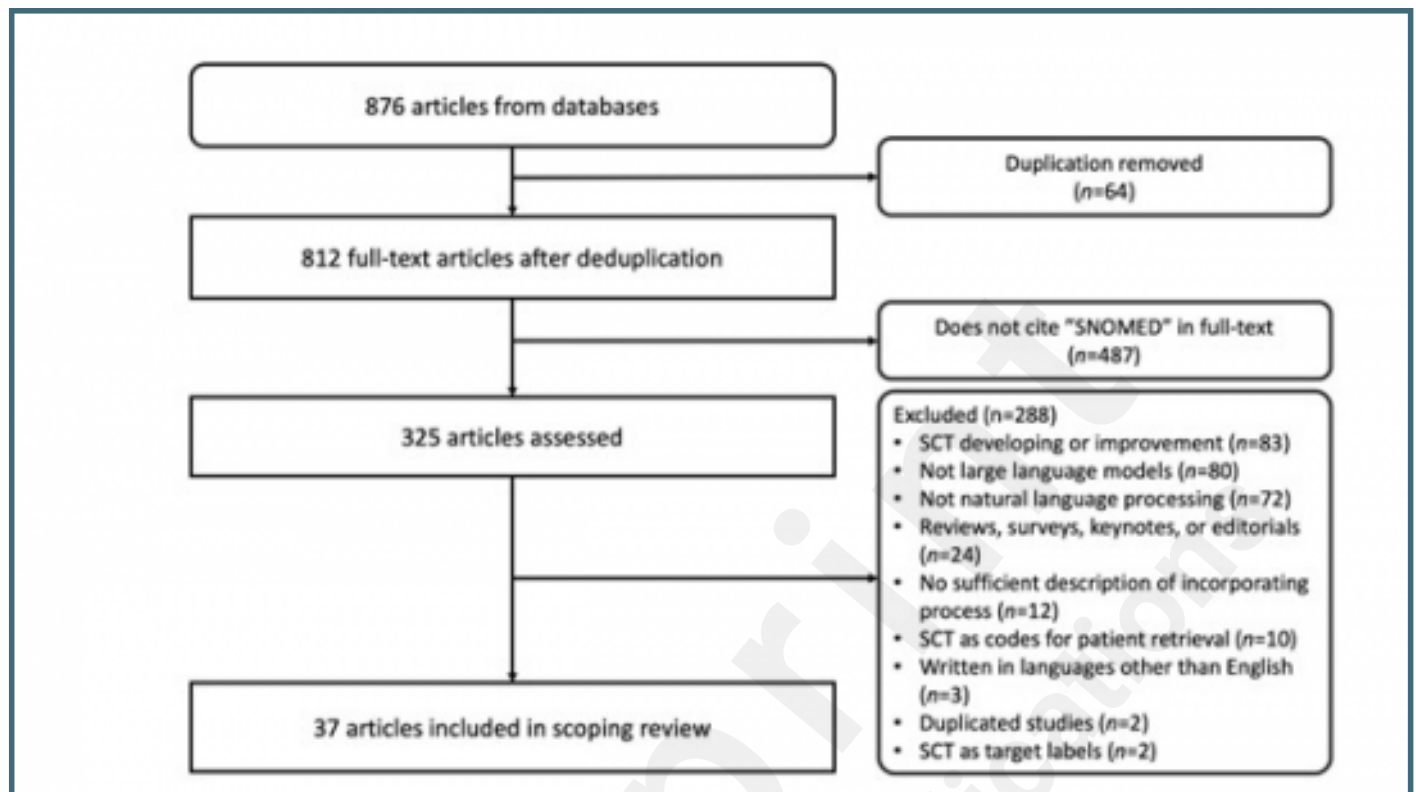 876 articles from databases
Duplication removed
(n=64)
812 full-text articles after deduplication
Does not cite "SNOMED" in full-text
(n=487)
325 articles assessed
Excluded (n=288)
• SCT developing or improvement (n=83)
• Not large language models (n=80)
• Not natural language processing (n=72)
• Reviews, surveys, keynotes, or editorials
(n=24)
• No sufficient description of incorporating
process (n=12)
• SCT as codes for patient retrieval (n=10)
• Written in languages other than English
(n=3)
• Duplicated studies (n=2)
• SCT as target labels (n=2)
37 articles included in scoping review